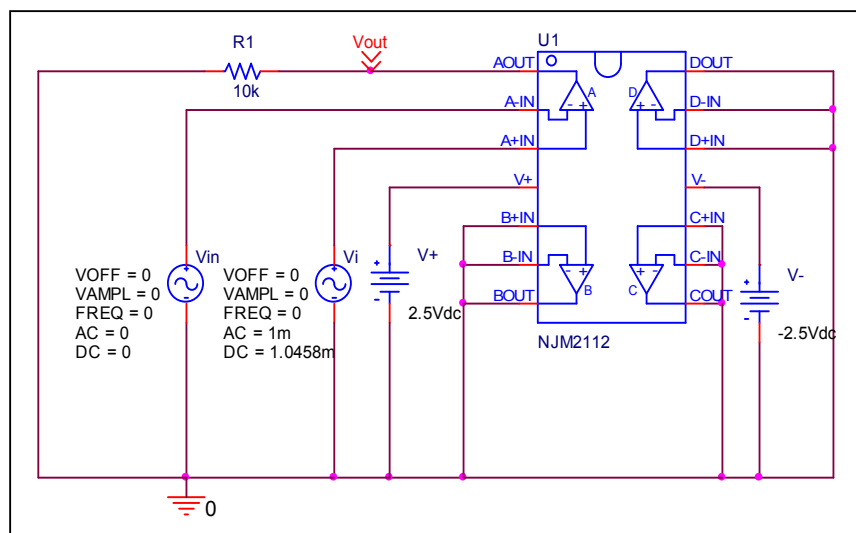 R1
10k
Vout
U1
AOUT
DOUT
A-IN
D-IN
A+IN
D+IN
V+
V-
B+IN
C+IN
B-IN
C-IN
BOUT
COUT
A
D
B
C
- +
+ -
- +
+ -
NJM2112
Vin
VOFF = 0
VAMPL = 0
FREQ = 0
AC = 0
DC = 0
Vi
VOFF = 0
VAMPL = 0
FREQ = 0
AC = 1m
DC = 1.0458m
V+
+
-
2.5Vdc
V-
+
-
-2.5Vdc
0